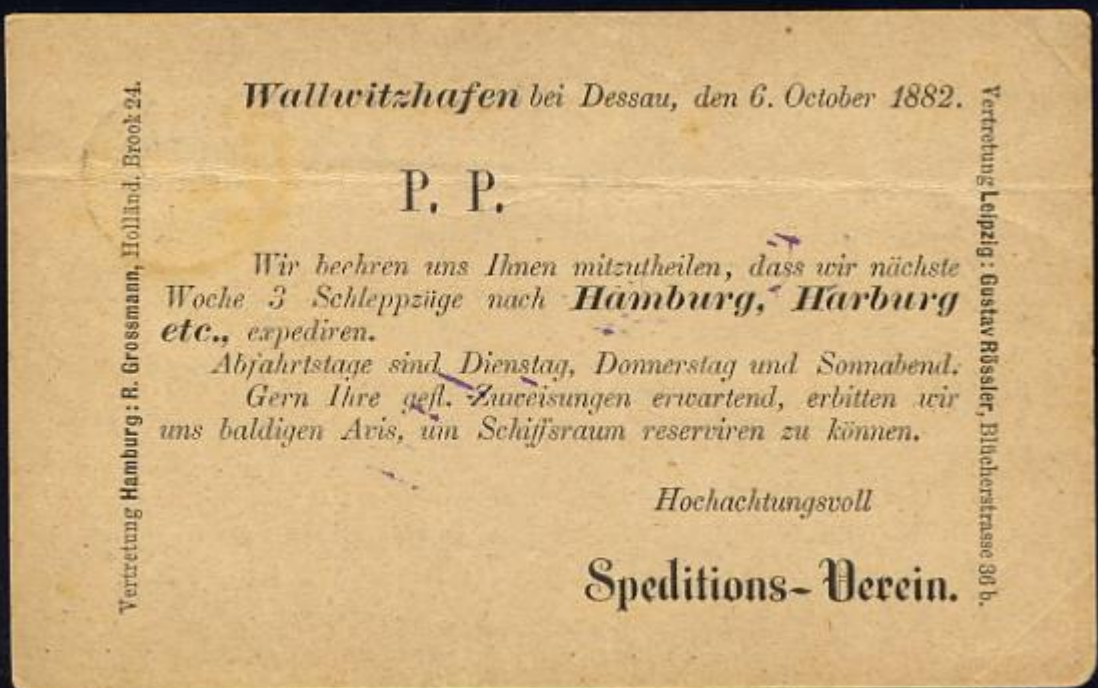 Wallwitzhafen bei Dessau, den 6. October 1882.
P. P.
Wir beehren uns Ihnen mitzutheilen, dass wir nächste
Woche 3 Schleppzüge nach Hamburg, Harburg
etc., expediren.
Abfahrtstage sind Dienstag, Donnerstag und Sonnabend.
Gern Ihre gefl. Zuweisungen erwartend, erbitten wir
uns baldigen Avis, um Schiffsraum reserviren zu können.
Hochachtungsvoll
Speditions-Verein.
Vertretung Hamburg: R. Grossmann, Holländ. Brook 24.
Vertretung Leipzig: Gustav Rössler, Blücherstrasse 36 b.